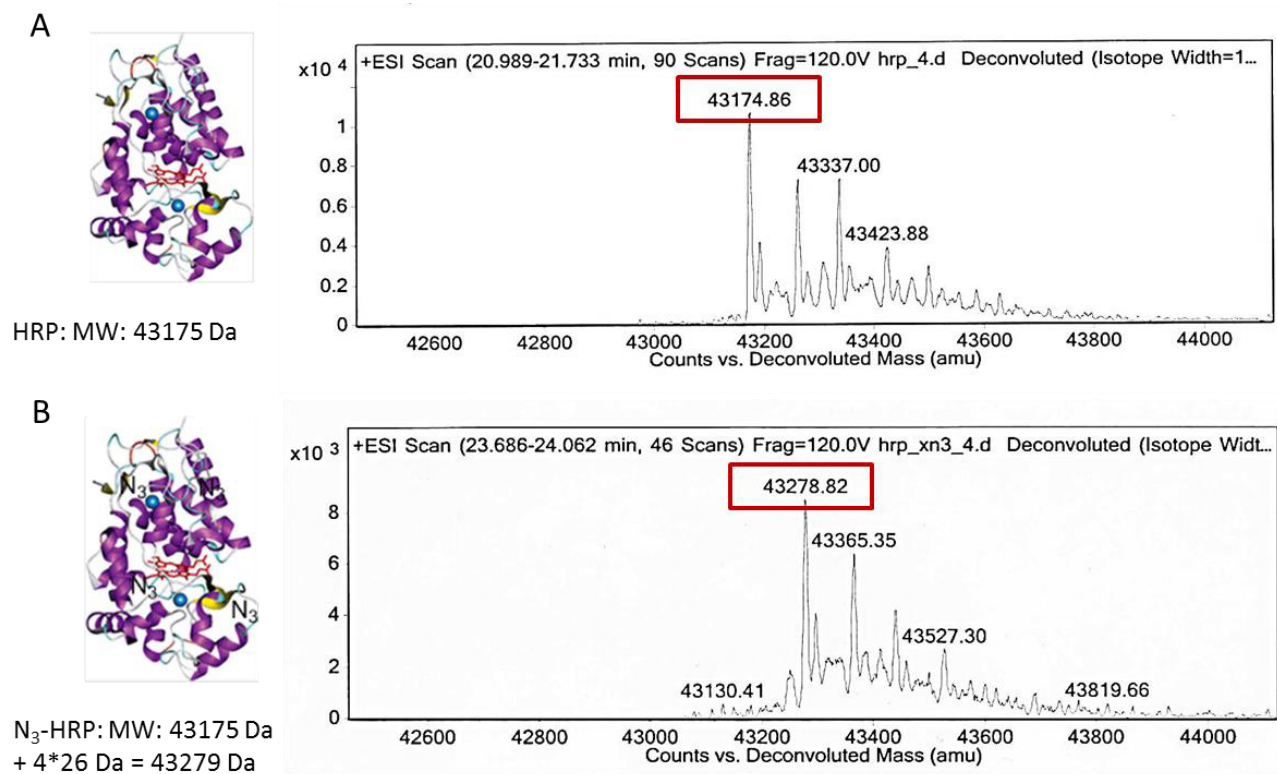 A
+ESI Scan (20.989-21.733 min, 90 Scans) Frag=120.0V hrp_4.d Deconvoluted (Isotope Width=1...
x10 4
43174.86
1
43337.00
0.8
0.6
43423.88
0.4
0.2
0
42600 42800 43000 43200 43400 43600 43800 44000
Counts vs. Deconvoluted Mass (amu)
HRP: MW: 43175 Da
B
+ESI Scan (23.686-24.062 min, 46 Scans) Frag=120.0V hrp_xn3_4.d Deconvoluted (Isotope Widt...
x10 3
43278.82
8
43365.35
6
4
43527.30
2
43130.41
43819.66
0
42600 42800 43000 43200 43400 43600 43800 44000
Counts vs. Deconvoluted Mass (amu)
N₃
N₃
N₃
N₃-HRP: MW: 43175 Da
+ 4*26 Da = 43279 Da